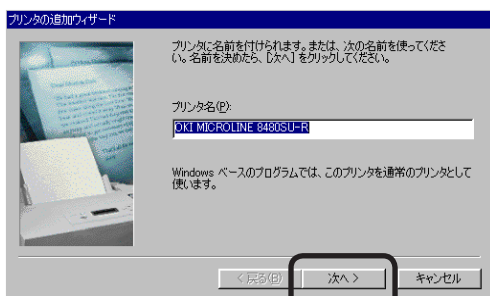 プリンタの追加ウィザード
プリンタに名前を付けられます。または、次の名前を使ってくださ
い。名前を決めたら、[次へ] をクリックしてください。
プリンタ名(P):
OKI MICROLINE 8480SU-R
Windows ベースのプログラムでは、このプリンタを通常のプリンタとして
使います。
< 戻る(B)
次へ >
キャンセル